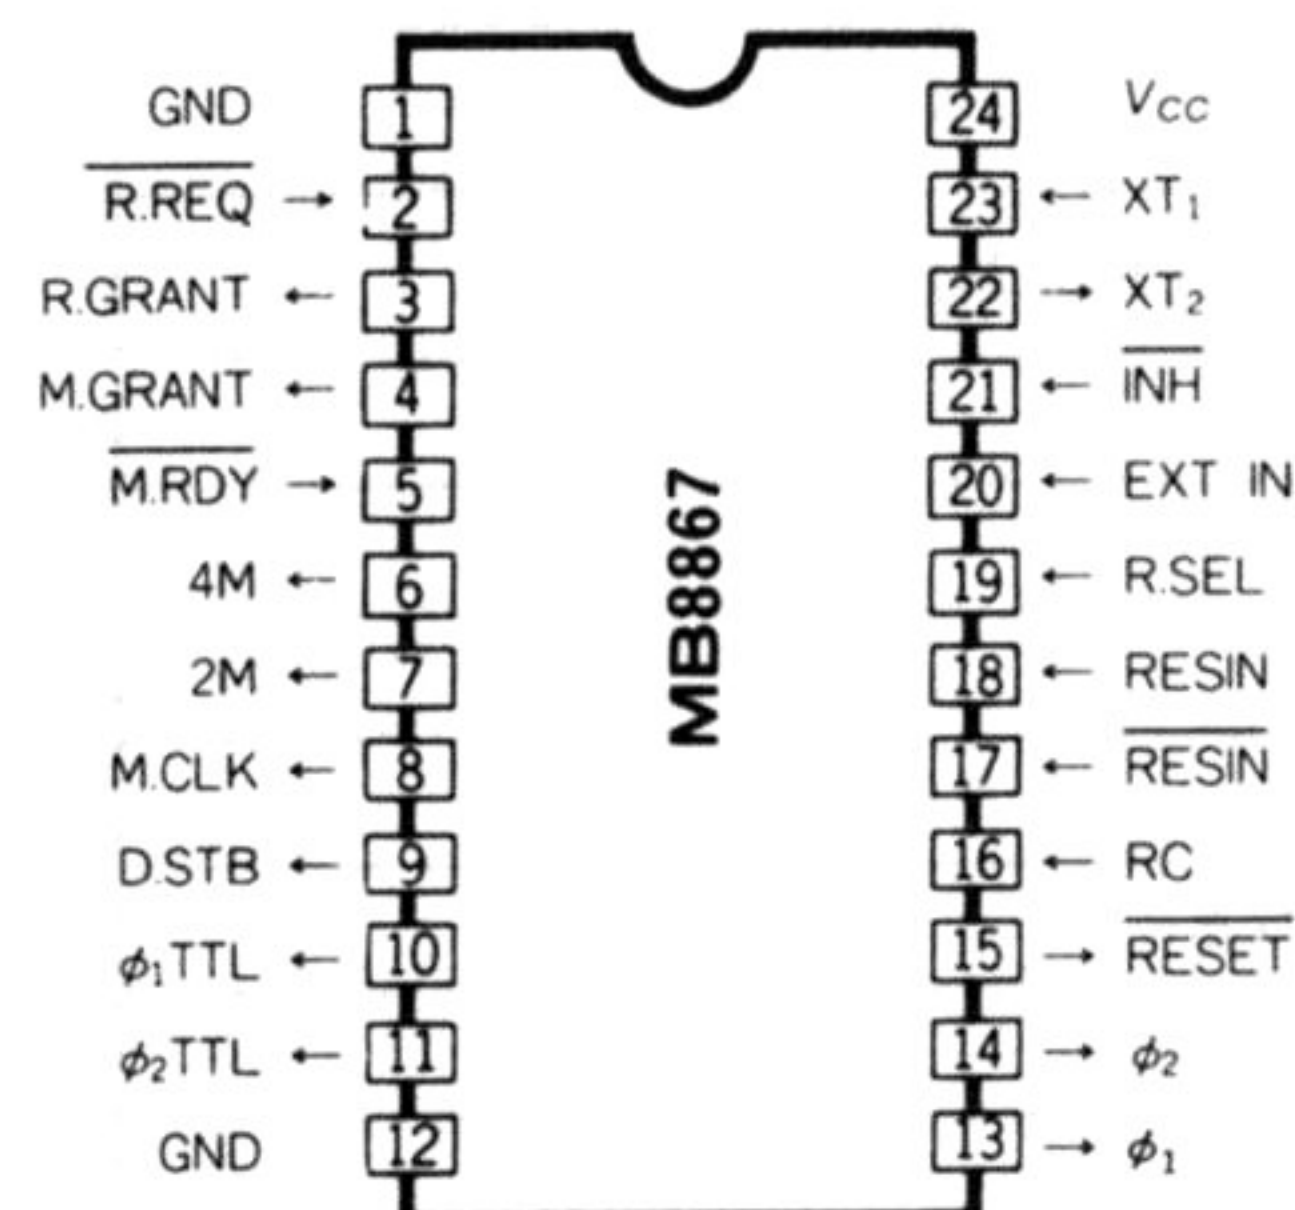 GND 1 24 Vcc
R.REQ → 2 23 ← XT₁
R.GRANT ← 3 22 → XT₂
M.GRANT ← 4 21 ← INH
M.RDY → 5 20 ← EXT IN
4M ← 6 19 ← R.SEL
2M ← 7 18 ← RESIN
M.CLK ← 8 17 ← RESIN
D.STB ← 9 16 ← RC
ϕ₁TTL ← 10 15 → RESET
ϕ₂TTL ← 11 14 → ϕ₂
GND 12 13 → ϕ₁
MB8867